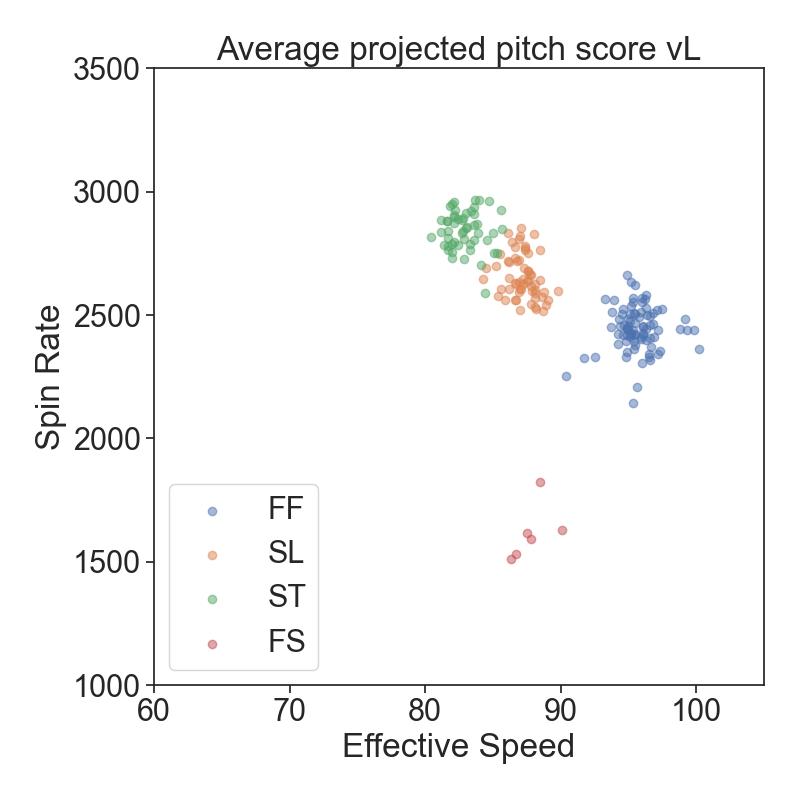 Average projected pitch score vL
3500
3000
2500
2000
1500
1000
Spin Rate
FF
SL
ST
FS
60 70 80 90 100
Effective Speed